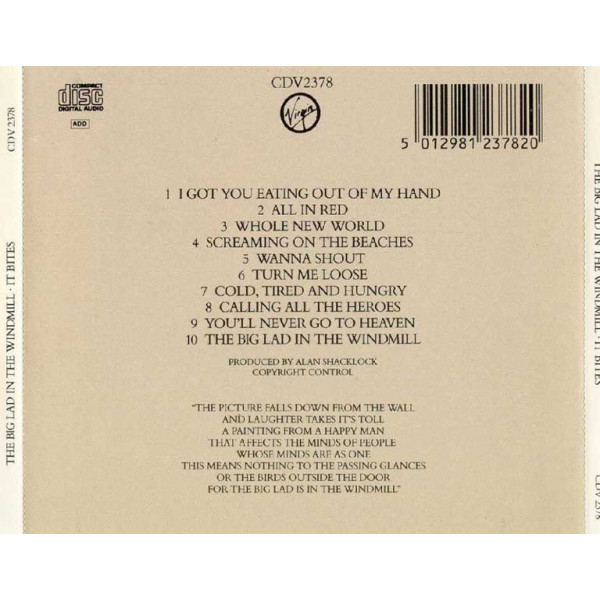 CDV 2378
THE BIG LAD IN THE WINDMILL · IT BITES
COMPACT
disc
DIGITAL AUDIO
ADD
CDV2378
Virgin
5 012981 237820
1 I GOT YOU EATING OUT OF MY HAND
2 ALL IN RED
3 WHOLE NEW WORLD
4 SCREAMING ON THE BEACHES
5 WANNA SHOUT
6 TURN ME LOOSE
7 COLD, TIRED AND HUNGRY
8 CALLING ALL THE HEROES
9 YOU'LL NEVER GO TO HEAVEN
10 THE BIG LAD IN THE WINDMILL
PRODUCED BY ALAN SHACKLOCK
COPYRIGHT CONTROL
"THE PICTURE FALLS DOWN FROM THE WALL
AND LAUGHTER TAKES IT'S TOLL
A PAINTING FROM A HAPPY MAN
THAT AFFECTS THE MINDS OF PEOPLE
WHOSE MINDS ARE AS ONE
THIS MEANS NOTHING TO THE PASSING GLANCES
OR THE BIRDS OUTSIDE THE DOOR
FOR THE BIG LAD IS IN THE WINDMILL"
THE BIG LAD IN THE WINDMILL · IT BITES
CDV 2378